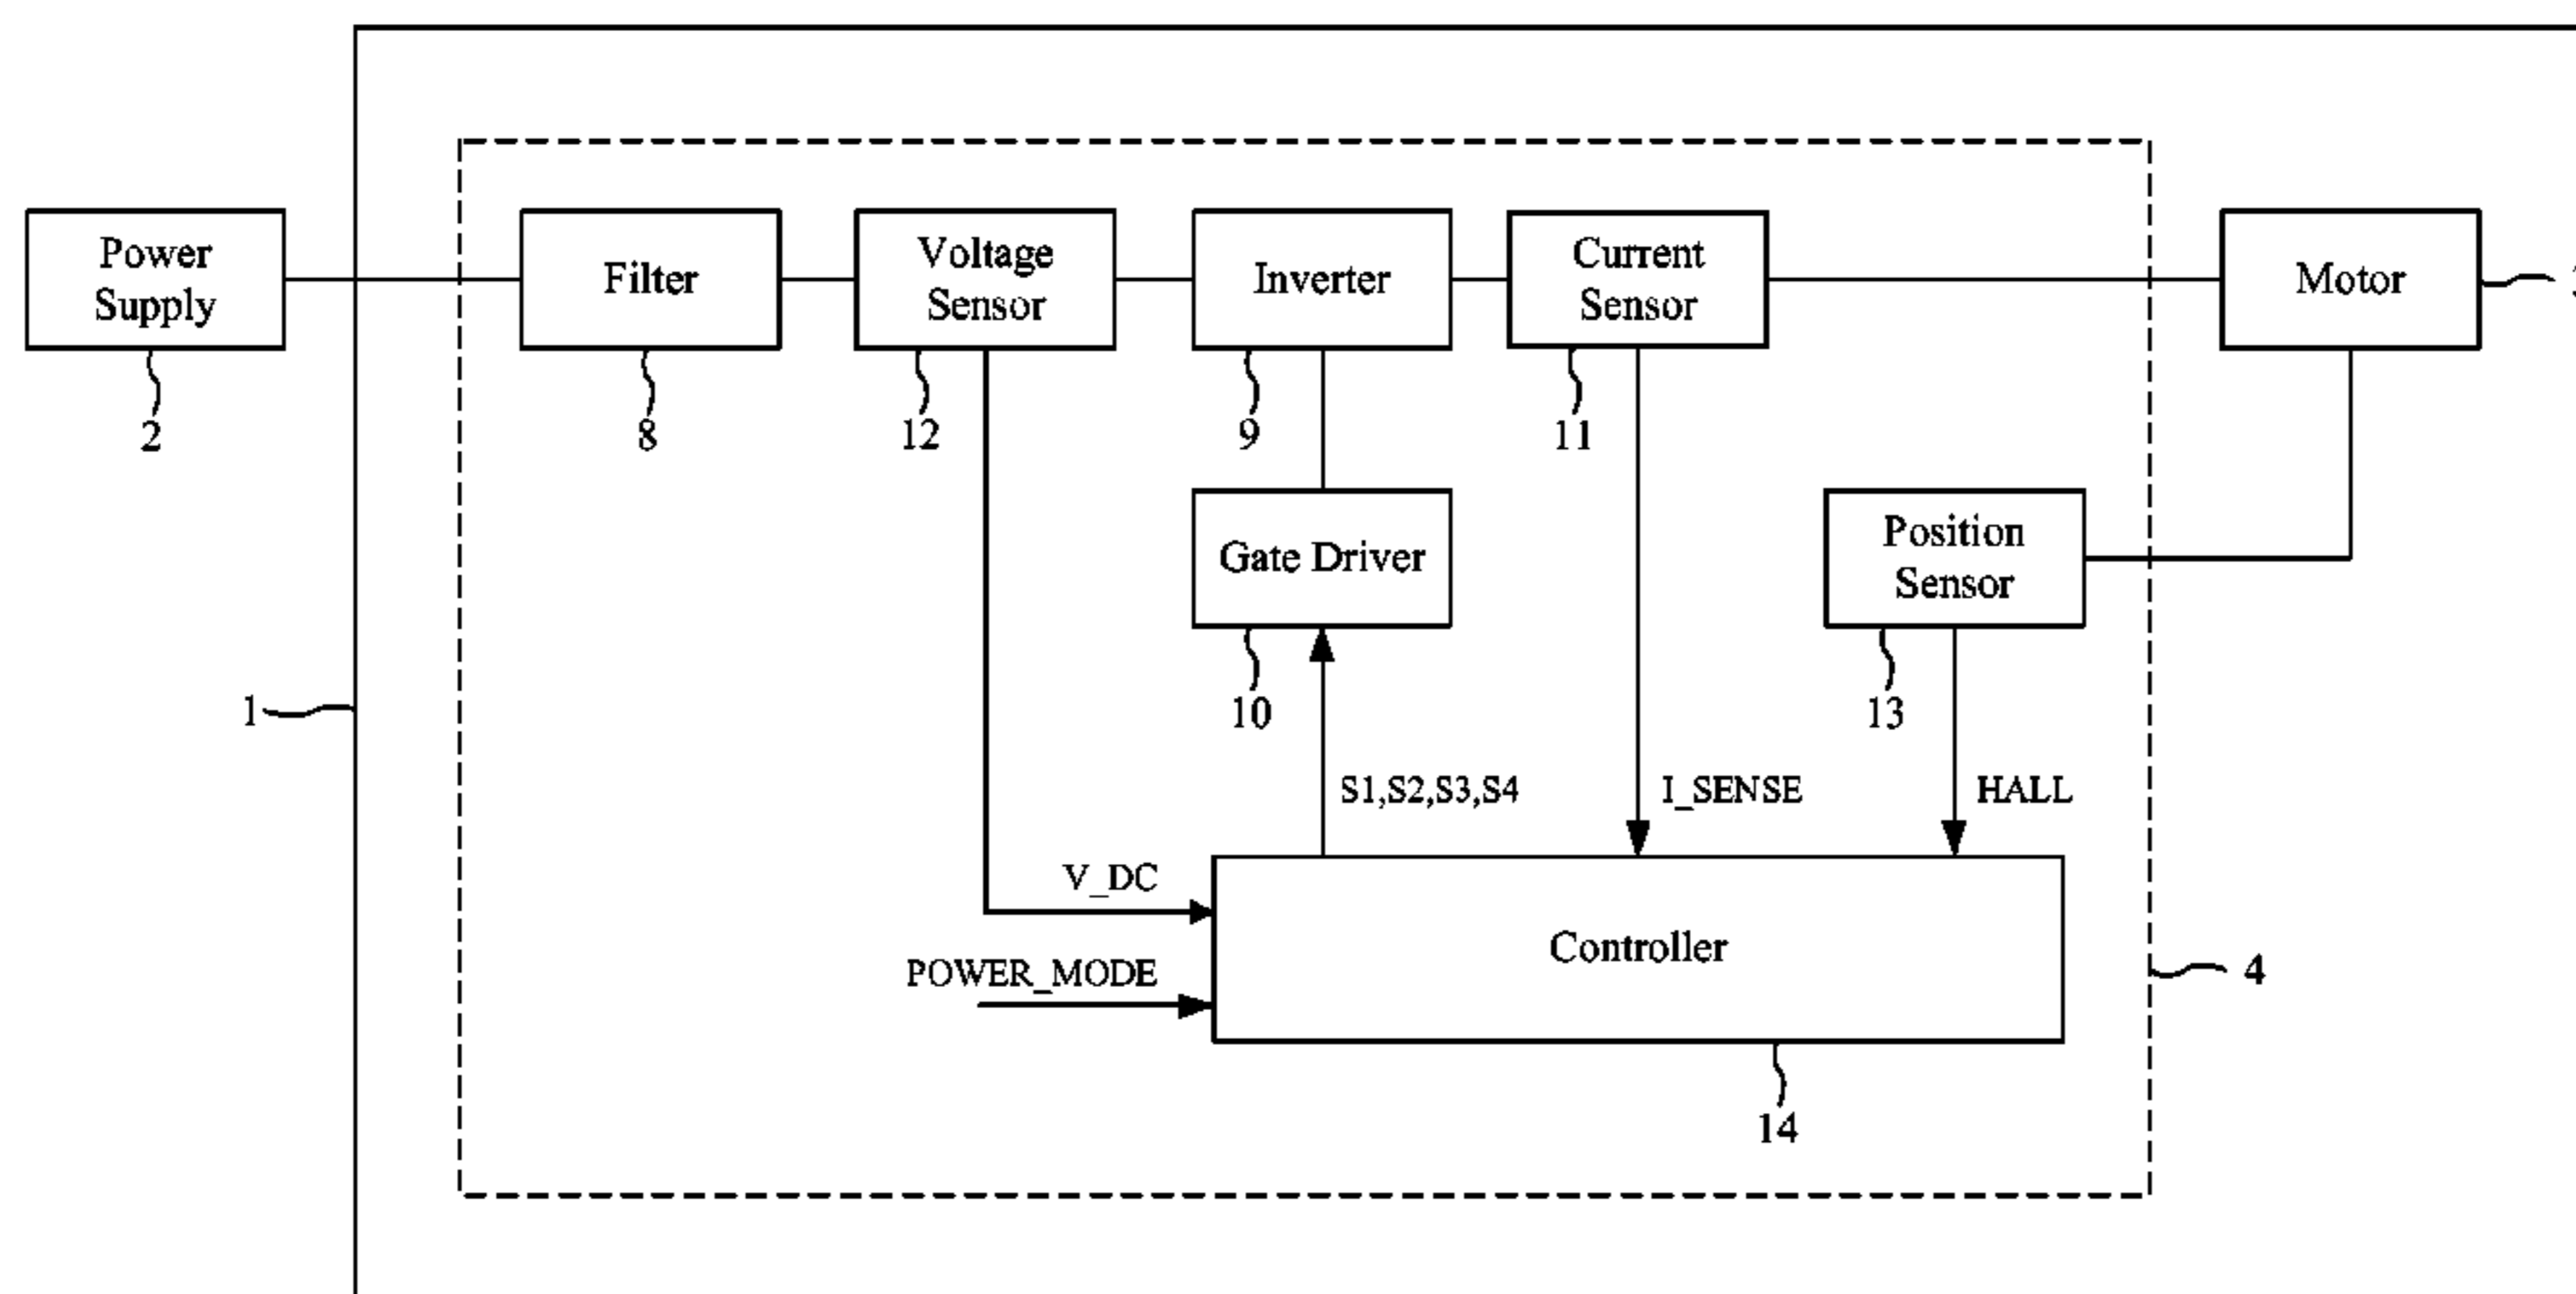 Power
Supply
Filter
Voltage
Sensor
Inverter
Current
Sensor
Motor
2
8
12
9
11
Gate Driver
Position
Sensor
10
13
1
S1,S2,S3,S4
I_SENSE
HALL
V_DC
POWER_MODE
Controller
4
14